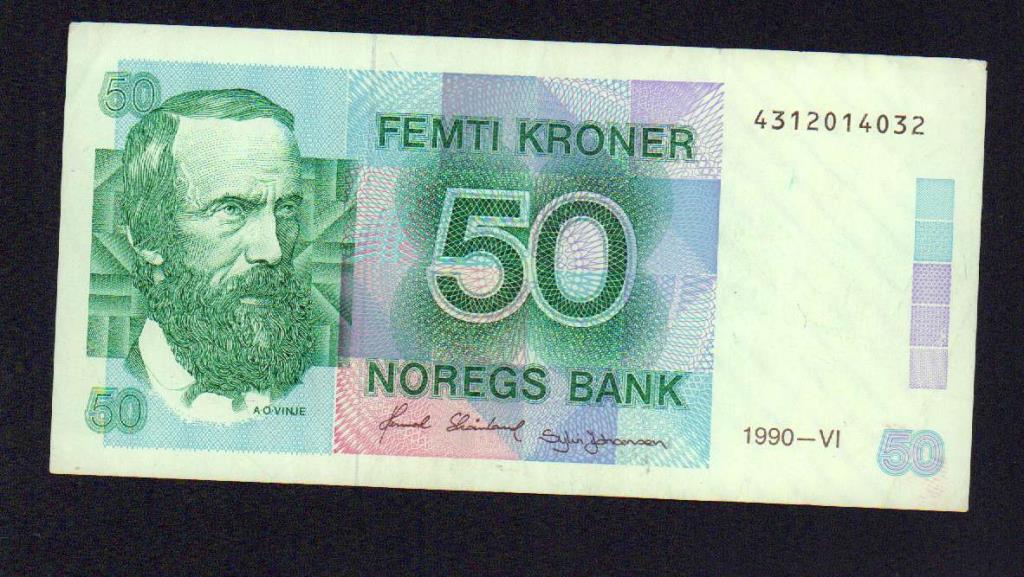 50
FEMTI KRONER
4312014032
50
NOREGS BANK
50
A·O·VINJE
1990–VI
50